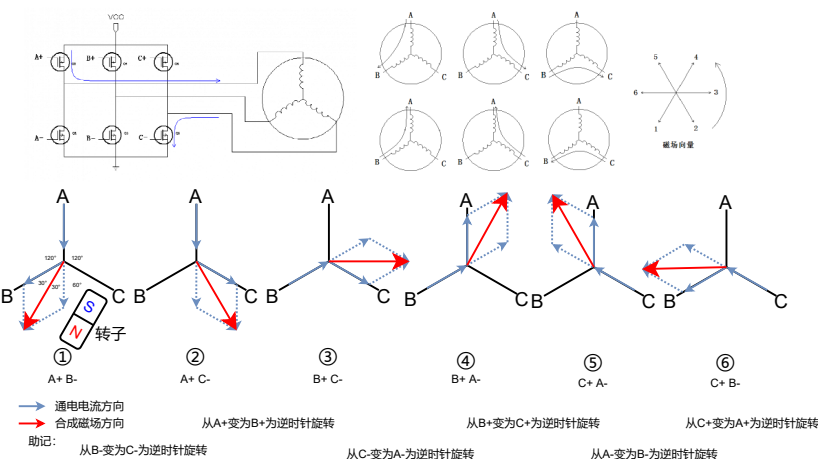 VCC
A+ B+ C+
A- B- C-
A A A
B C B C B C
A A A
B C B C B C
5 4
6 3
1 2
磁场向量
A A A A A A
120° 120°
30° 30° 60°
B C B C B C B C B C B C
S
N
转子
① ② ③ ④ ⑤ ⑥
A+ B- A+ C- B+ C- B+ A- C+ A- C+ B-
通电电流方向
合成磁场方向
助记：
从A+变为B+为逆时针旋转 从B+变为C+为逆时针旋转 从C+变为A+为逆时针旋转
从B-变为C-为逆时针旋转 从C-变为A-为逆时针旋转 从A-变为B-为逆时针旋转